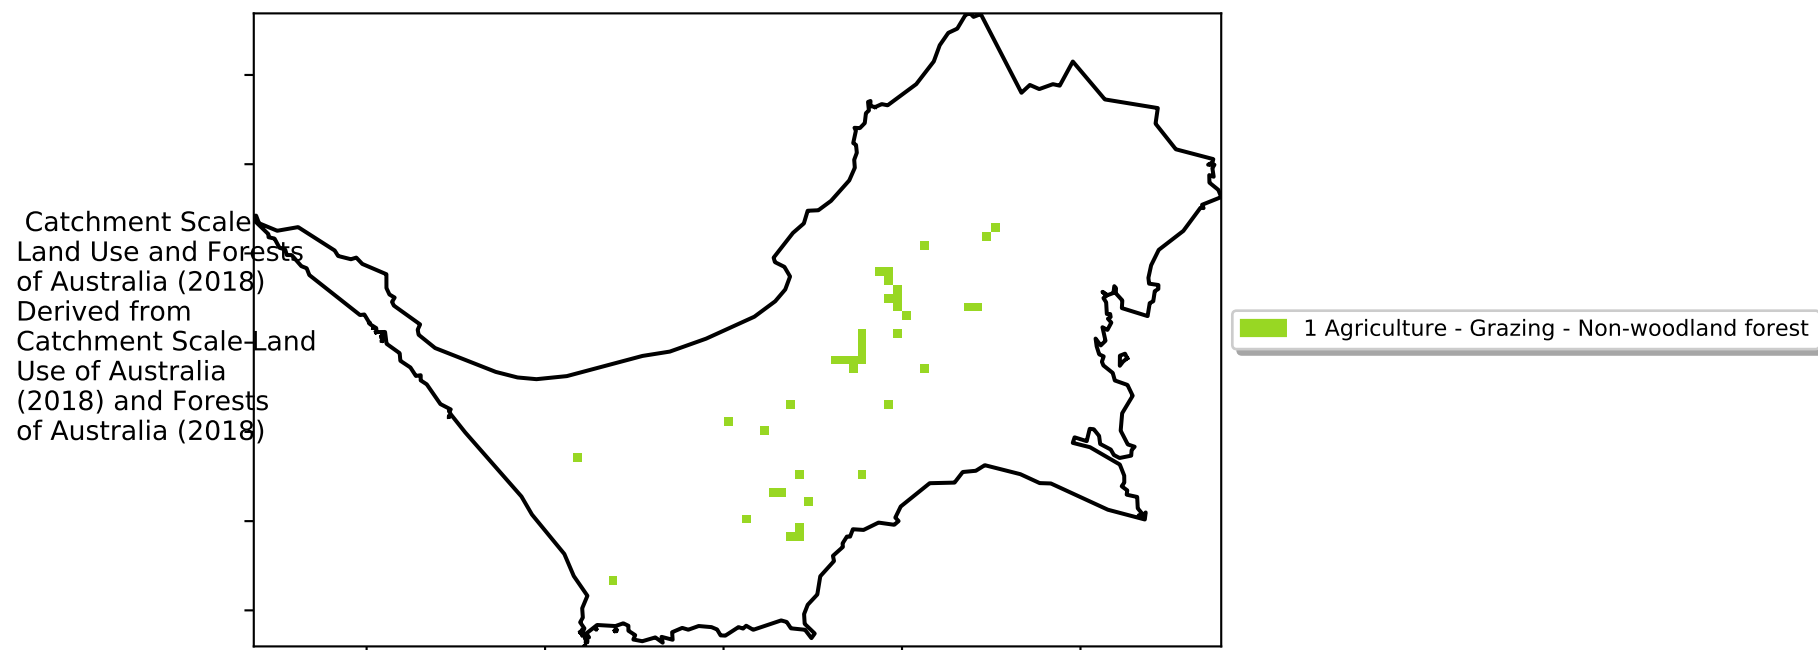 Catchment Scale
Land Use and Forests
of Australia (2018)
Derived from
Catchment Scale Land
Use of Australia
(2018) and Forests
of Australia (2018)
1 Agriculture - Grazing - Non-woodland forest